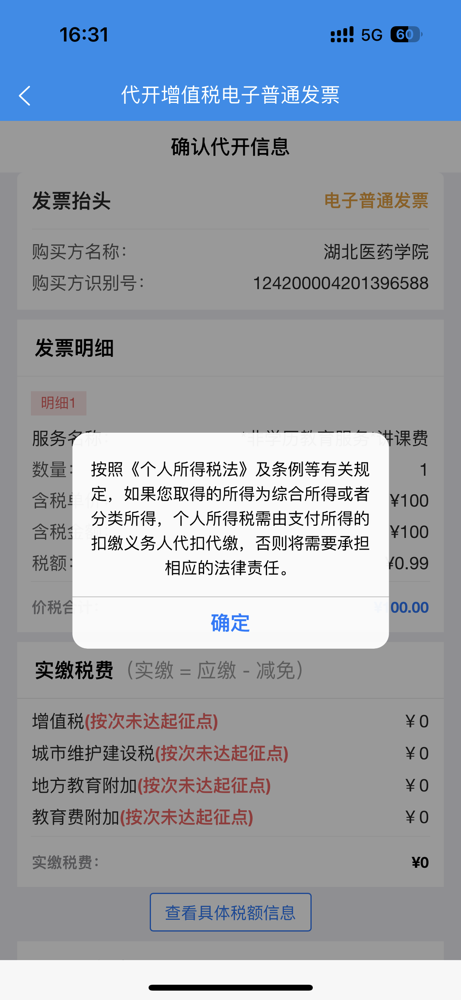 16:31
5G
60
代开增值税电子普通发票
确认代开信息
发票抬头
电子普通发票
购买方名称：
湖北医药学院
购买方识别号：
124200004201396588
发票明细
明细1
服务名称：
*非学历教育服务*讲课费
数量：
1
含税单价：
¥100
含税金额：
¥100
税额：
¥0.99
价税合计：
¥100.00
按照《个人所得税法》及条例等有关规
定，如果您取得的所得为综合所得或者
分类所得，个人所得税需由支付所得的
扣缴义务人代扣代缴，否则将需要承担
相应的法律责任。
确定
实缴税费（实缴 = 应缴 - 减免）
增值税(按次未达起征点)
¥ 0
城市维护建设税(按次未达起征点)
¥ 0
地方教育附加(按次未达起征点)
¥ 0
教育费附加(按次未达起征点)
¥ 0
实缴税费：
¥0
查看具体税额信息